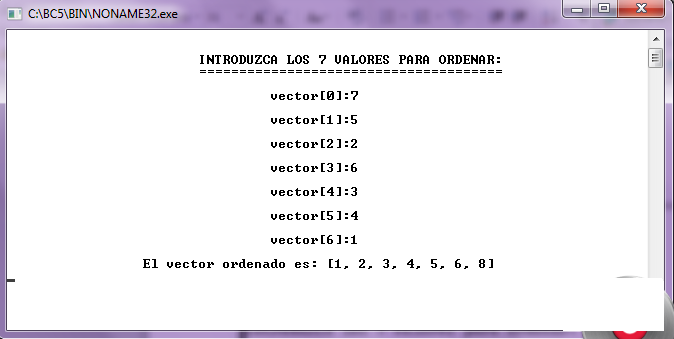 C:\BC5\BIN\NONAME32.exe
INTRODUZCA LOS 7 VALORES PARA ORDENAR:
======================================
vector[0]:7
vector[1]:5
vector[2]:2
vector[3]:6
vector[4]:3
vector[5]:4
vector[6]:1
El vector ordenado es: [1, 2, 3, 4, 5, 6, 8]